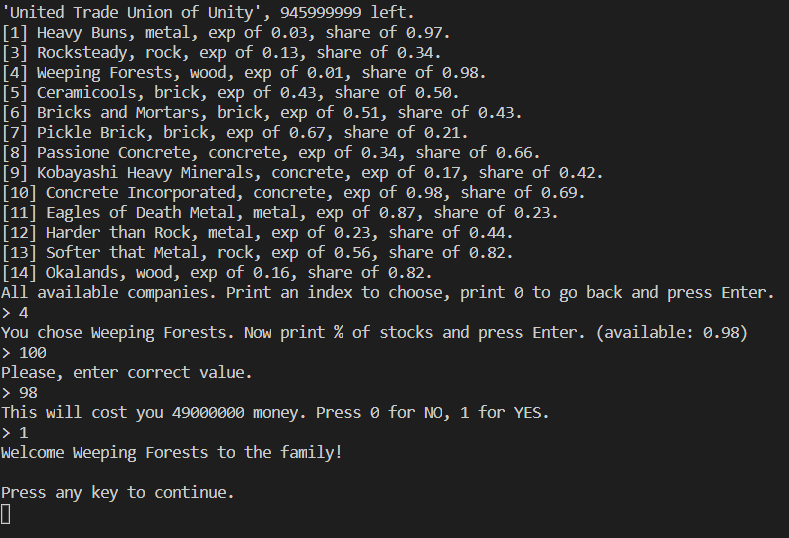 'United Trade Union of Unity', 945999999 left.
[1] Heavy Buns, metal, exp of 0.03, share of 0.97.
[3] Rocksteady, rock, exp of 0.13, share of 0.34.
[4] Weeping Forests, wood, exp of 0.01, share of 0.98.
[5] Ceramicools, brick, exp of 0.43, share of 0.50.
[6] Bricks and Mortars, brick, exp of 0.51, share of 0.43.
[7] Pickle Brick, brick, exp of 0.67, share of 0.21.
[8] Passione Concrete, concrete, exp of 0.34, share of 0.66.
[9] Kobayashi Heavy Minerals, concrete, exp of 0.17, share of 0.42.
[10] Concrete Incorporated, concrete, exp of 0.98, share of 0.69.
[11] Eagles of Death Metal, metal, exp of 0.87, share of 0.23.
[12] Harder than Rock, metal, exp of 0.23, share of 0.44.
[13] Softer that Metal, rock, exp of 0.56, share of 0.82.
[14] Okalands, wood, exp of 0.16, share of 0.82.
All available companies. Print an index to choose, print 0 to go back and press Enter.
> 4
You chose Weeping Forests. Now print % of stocks and press Enter. (available: 0.98)
> 100
Please, enter correct value.
> 98
This will cost you 49000000 money. Press 0 for NO, 1 for YES.
> 1
Welcome Weeping Forests to the family!
Press any key to continue.